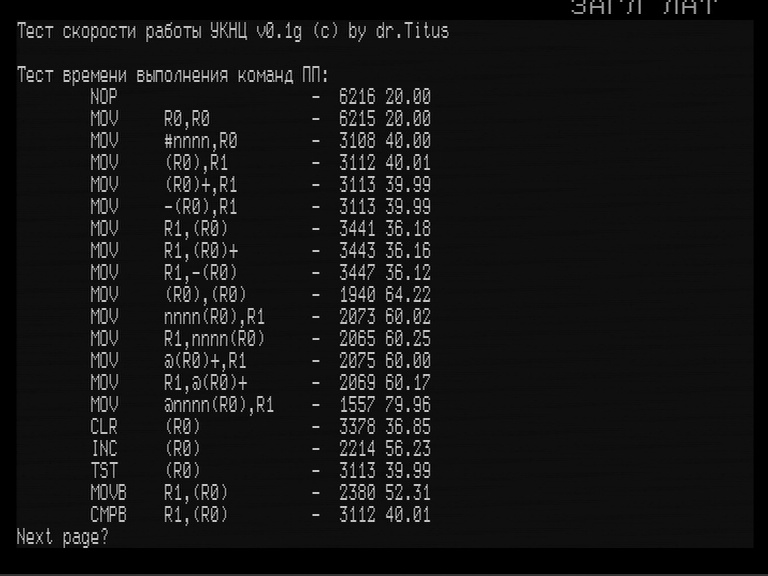 ЗАГЛ ЛАТ
Тест скорости работы УКНЦ v0.1g (c) by dr.Titus
Тест времени выполнения команд ПП:
NOP - 6216 20.00
MOV R0,R0 - 6215 20.00
MOV #nnnn,R0 - 3108 40.00
MOV (R0),R1 - 3112 40.01
MOV (R0)+,R1 - 3113 39.99
MOV -(R0),R1 - 3113 39.99
MOV R1,(R0) - 3441 36.18
MOV R1,(R0)+ - 3443 36.16
MOV R1,-(R0) - 3447 36.12
MOV (R0),(R0) - 1940 64.22
MOV nnnn(R0),R1 - 2073 60.02
MOV R1,nnnn(R0) - 2065 60.25
MOV @(R0)+,R1 - 2075 60.00
MOV R1,@(R0)+ - 2069 60.17
MOV @nnnn(R0),R1 - 1557 79.96
CLR (R0) - 3378 36.85
INC (R0) - 2214 56.23
TST (R0) - 3113 39.99
MOVB R1,(R0) - 2380 52.31
CMPB R1,(R0) - 3112 40.01
Next page?